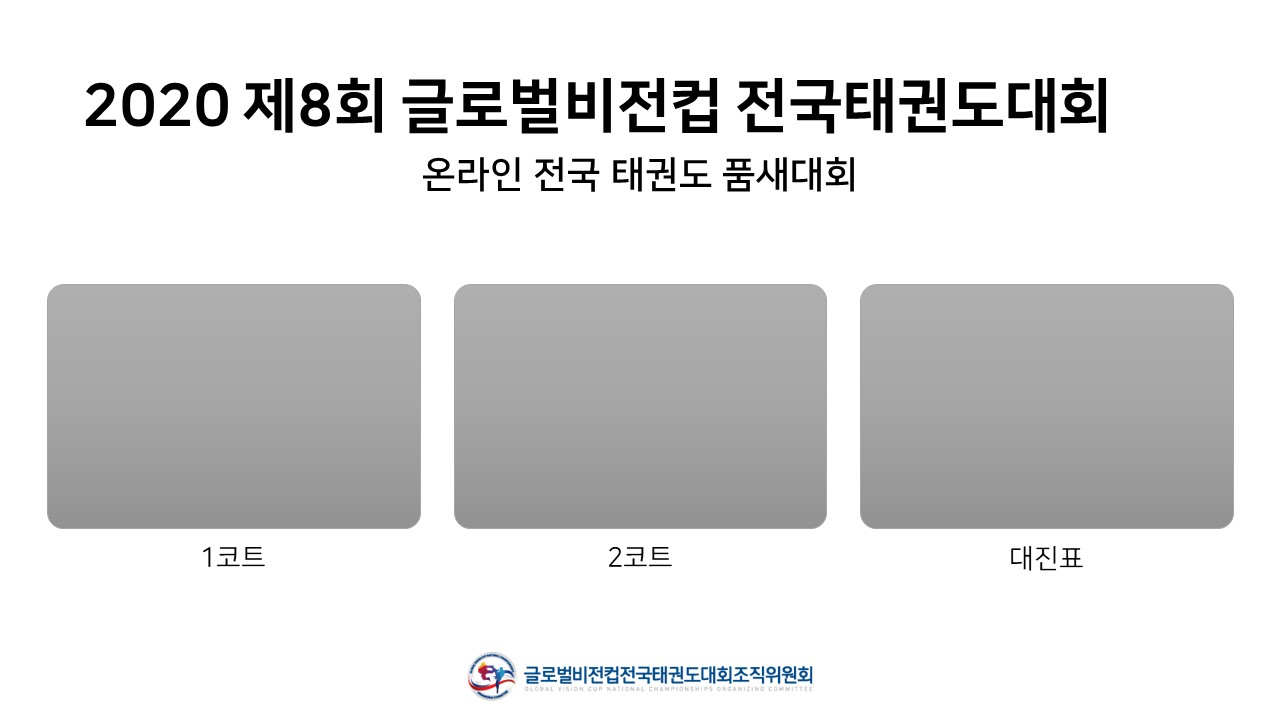 2020 제8회 글로벌비전컵 전국태권도대회
온라인 전국 태권도 품새대회
1코트
2코트
대진표
글로벌비전컵전국태권도대회조직위원회
GLOBAL VISION CUP NATIONAL CHAMPIONSHIPS ORGANIZING COMMITTEE